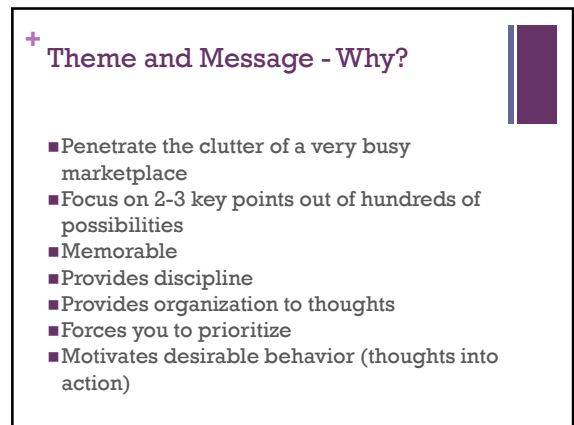 +
Theme and Message - Why?
■Penetrate the clutter of a very busy
marketplace
■Focus on 2-3 key points out of hundreds of
possibilities
■Memorable
■Provides discipline
■Provides organization to thoughts
■Forces you to prioritize
■Motivates desirable behavior (thoughts into
action)